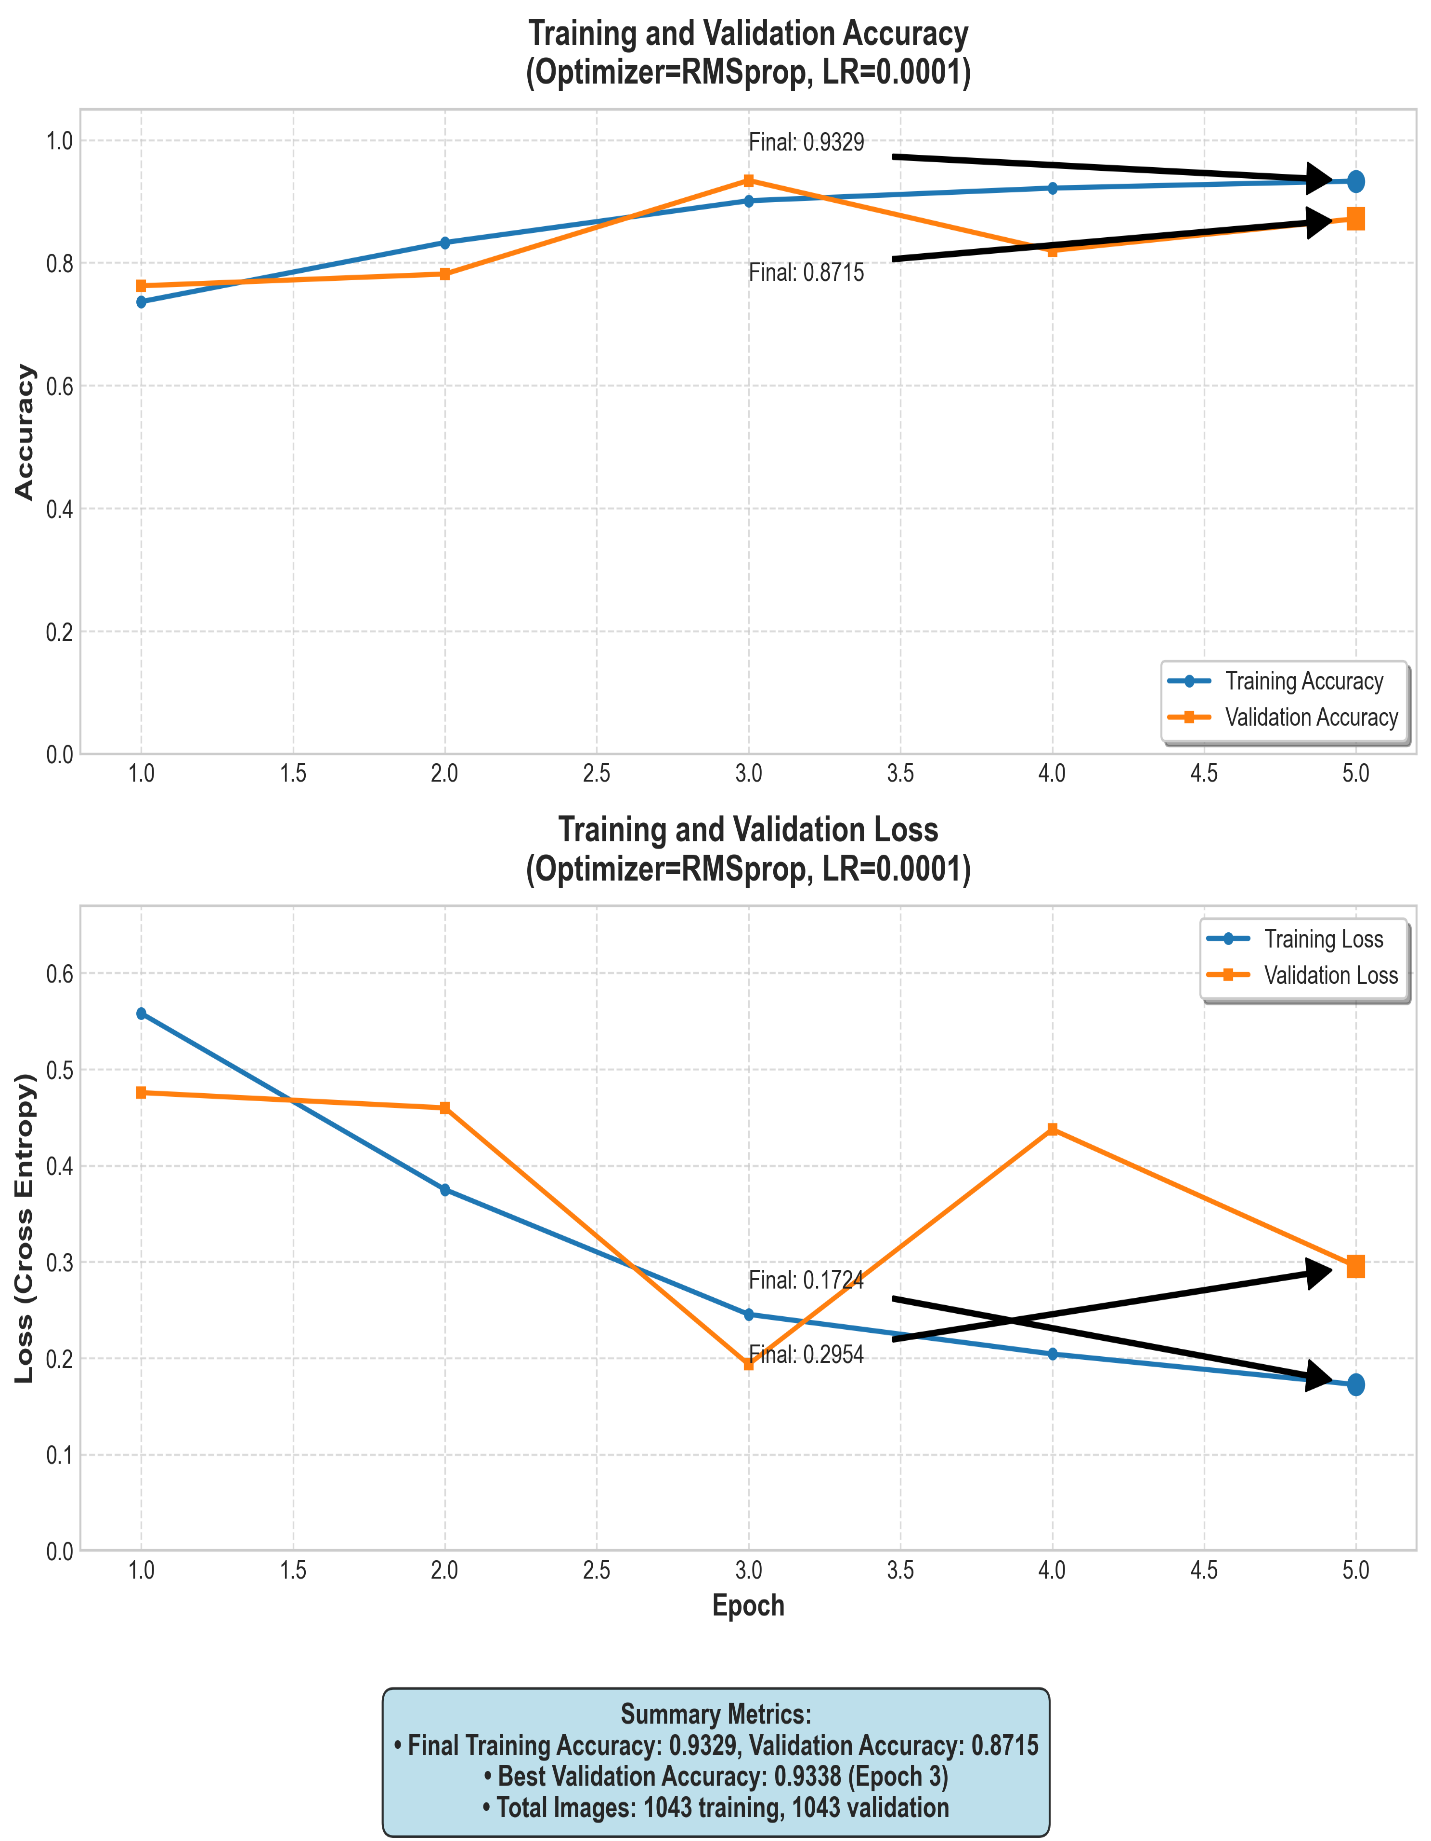 Training and Validation Accuracy
(Optimizer=RMSprop, LR=0.0001)
Accuracy
1.0
0.8
0.6
0.4
0.2
0.0
Final: 0.9329
Final: 0.8715
Training Accuracy
Validation Accuracy
1.0 1.5 2.0 2.5 3.0 3.5 4.0 4.5 5.0
Training and Validation Loss
(Optimizer=RMSprop, LR=0.0001)
Loss (Cross Entropy)
0.6
0.5
0.4
0.3
0.2
0.1
0.0
Training Loss
Validation Loss
Final: 0.1724
Final: 0.2954
1.0 1.5 2.0 2.5 3.0 3.5 4.0 4.5 5.0
Epoch
Summary Metrics:
• Final Training Accuracy: 0.9329, Validation Accuracy: 0.8715
• Best Validation Accuracy: 0.9338 (Epoch 3)
• Total Images: 1043 training, 1043 validation